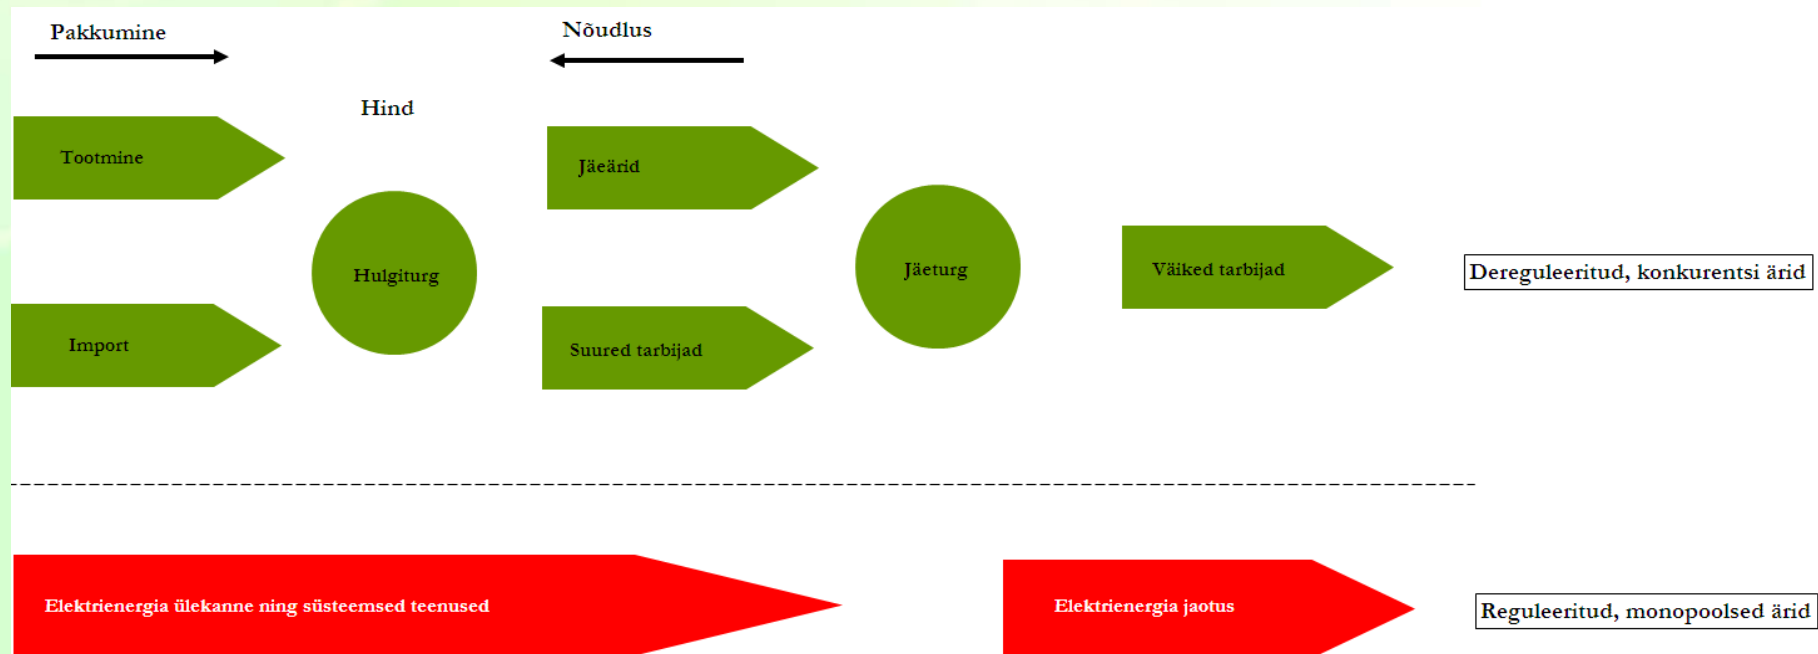 Pakkumine
Nõudlus
Hind
Tootmine
Jäeärid
Hulgiturg
Jäeturg
Väiked tarbijad
Dereguleeritud, konkurentsi ärid
Import
Suured tarbijad
Elektrienergia ülekanne ning süsteemsed teenused
Elektrienergia jaotus
Reguleeritud, monopoolsed ärid